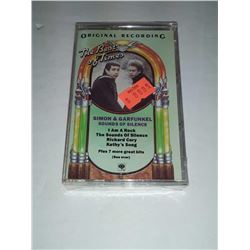 ORIGINAL RECORDING
The Best
of Times
SIMON & GARFUNKEL
SOUNDS OF SILENCE
I Am A Rock
The Sounds Of Silence
Richard Cory
Kathy's Song
Plus 7 more great hits
(See over)